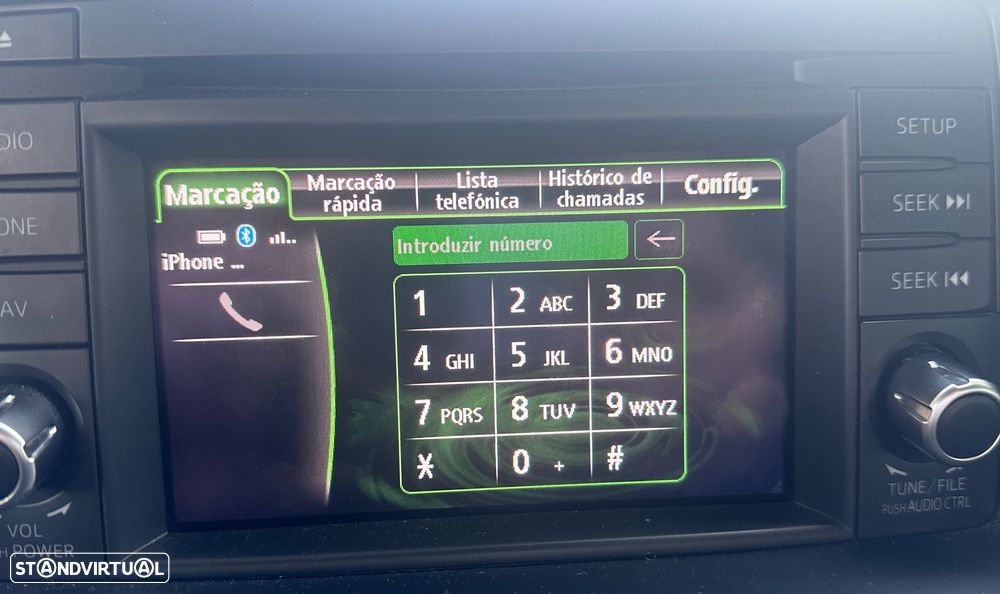 DIO
ONE
AV
VOL
H POWER
Marcação
Marcação
rápida
Lista
telefónica
Histórico de
chamadas
Config.
iPhone ...
Introduzir número
1
2 ABC
3 DEF
4 GHI
5 JKL
6 MNO
7 PQRS
8 TUV
9 WXYZ
*
0 +
#
SETUP
SEEK
SEEK
TUNE/FILE
PUSH AUDIO CTRL
STANDVIRTUAL